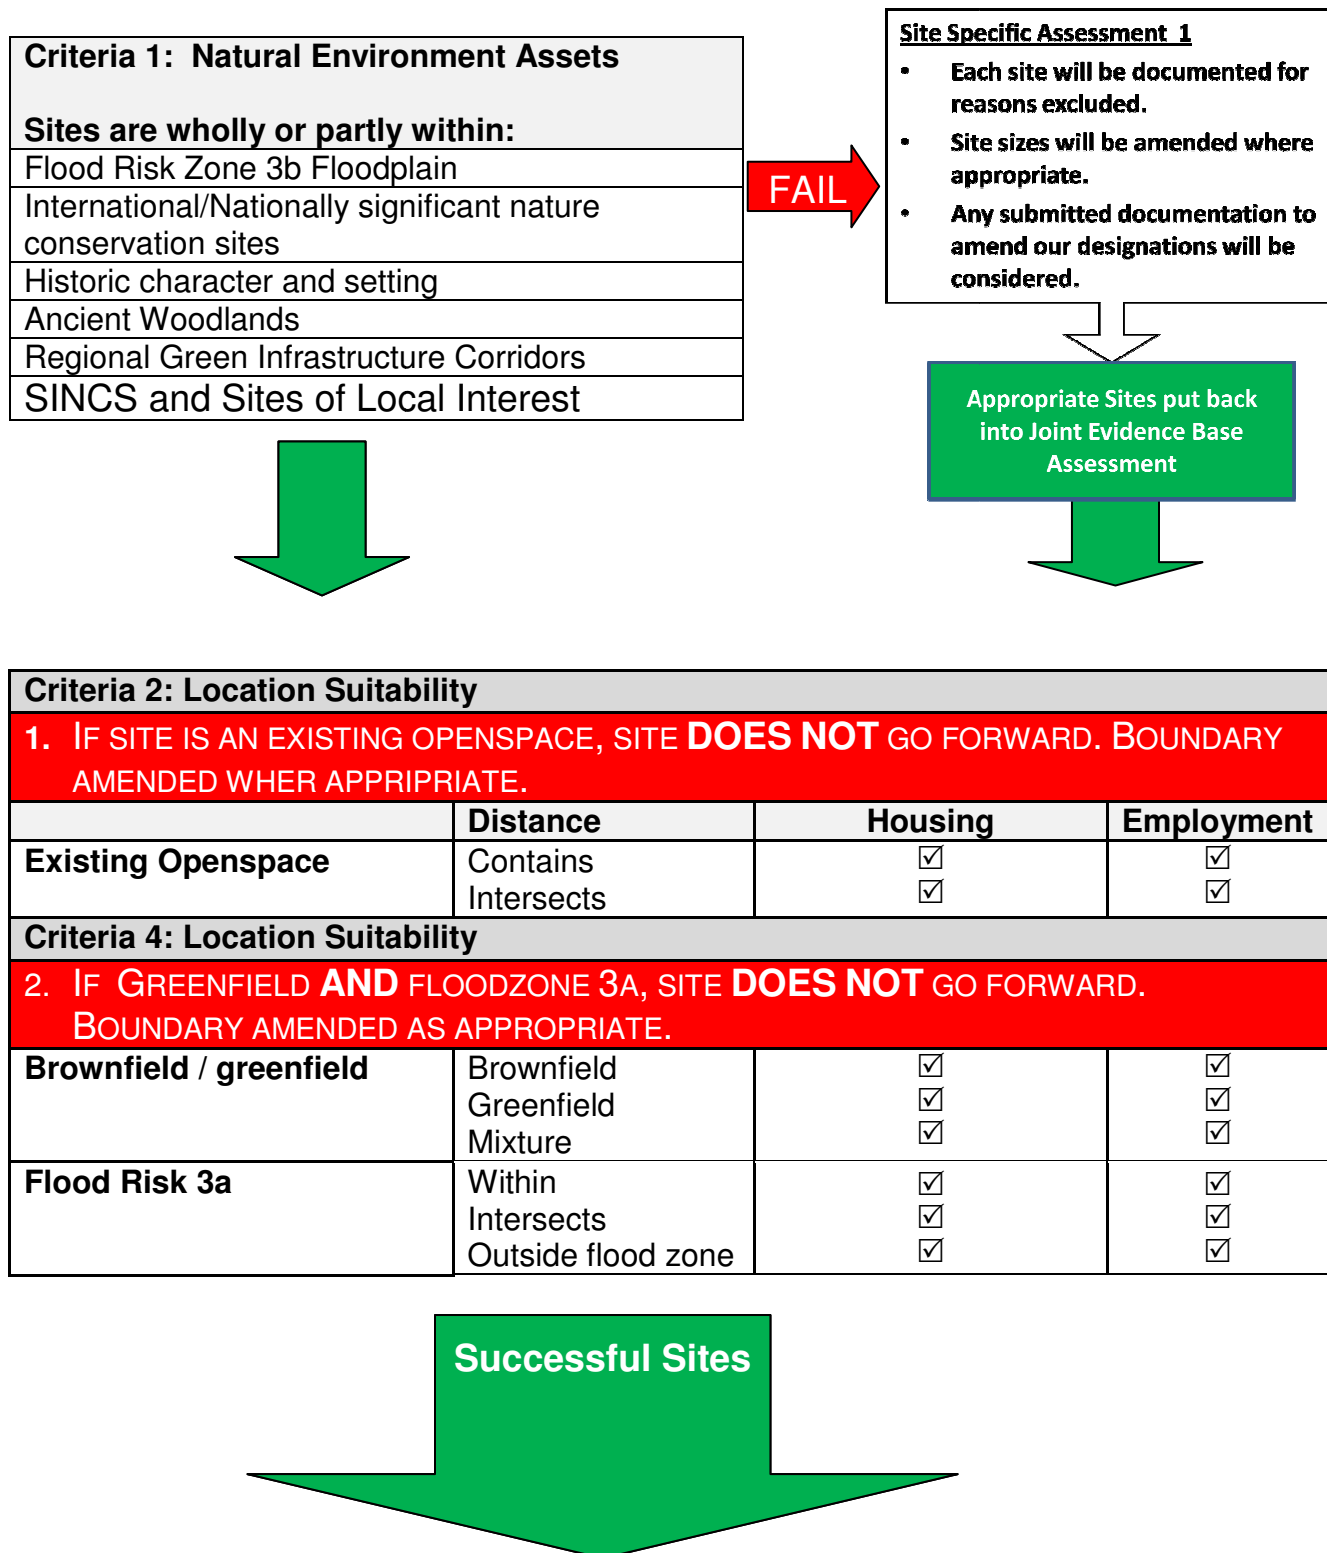 Criteria 1:  Natural Environment Assets
Sites are wholly or partly within:
Flood Risk Zone 3b Floodplain
International/Nationally significant nature
conservation sites
Historic character and setting
Ancient Woodlands
Regional Green Infrastructure Corridors
SINCS and Sites of Local Interest
FAIL
Site Specific Assessment  1
• Each site will be documented for
reasons excluded.
• Site sizes will be amended where
appropriate.
• Any submitted documentation to
amend our designations will be
considered.
Appropriate Sites put back
into Joint Evidence Base
Assessment
Criteria 2: Location Suitability
1. IF SITE IS AN EXISTING OPENSPACE, SITE DOES NOT GO FORWARD. BOUNDARY
AMENDED WHER APPRIPRIATE.
Distance Housing Employment
Existing Openspace Contains ☑ ☑
Intersects ☑ ☑
Criteria 4: Location Suitability
2. IF GREENFIELD AND FLOODZONE 3A, SITE DOES NOT GO FORWARD.
BOUNDARY AMENDED AS APPROPRIATE.
Brownfield / greenfield Brownfield ☑ ☑
Greenfield ☑ ☑
Mixture ☑ ☑
Flood Risk 3a Within ☑ ☑
Intersects ☑ ☑
Outside flood zone ☑ ☑
Successful Sites